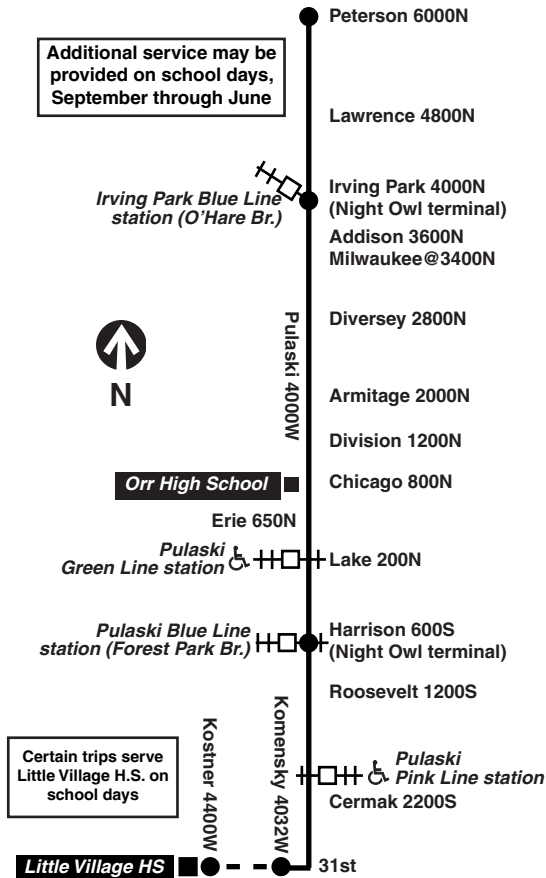 Peterson 6000N
Additional service may be
provided on school days,
September through June
Lawrence 4800N
Irving Park Blue Line
station (O'Hare Br.)
Irving Park 4000N
(Night Owl terminal)
Addison 3600N
Milwaukee@3400N
Pulaski 4000W
Diversey 2800N
N
Armitage 2000N
Division 1200N
Orr High School
Chicago 800N
Erie 650N
Pulaski
Green Line station
Lake 200N
Pulaski Blue Line
station (Forest Park Br.)
Harrison 600S
(Night Owl terminal)
Roosevelt 1200S
Kostner 4400W
Komensky 4032W
Certain trips serve
Little Village H.S. on
school days
Pulaski
Pink Line station
Cermak 2200S
Little Village HS
31st